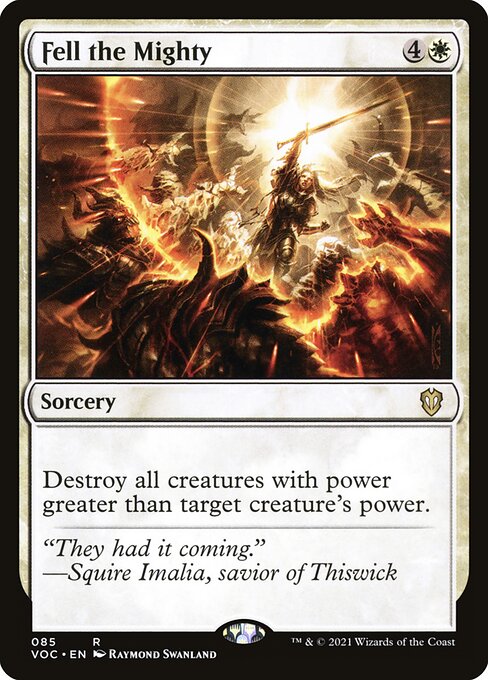 Fell the Mighty 4
Sorcery
Destroy all creatures with power
greater than target creature's power.
“They had it coming.”
—Squire Imalia, savior of Thiswick
085 R
VOC • EN Raymond Swanland
™ & © 2021 Wizards of the Coast